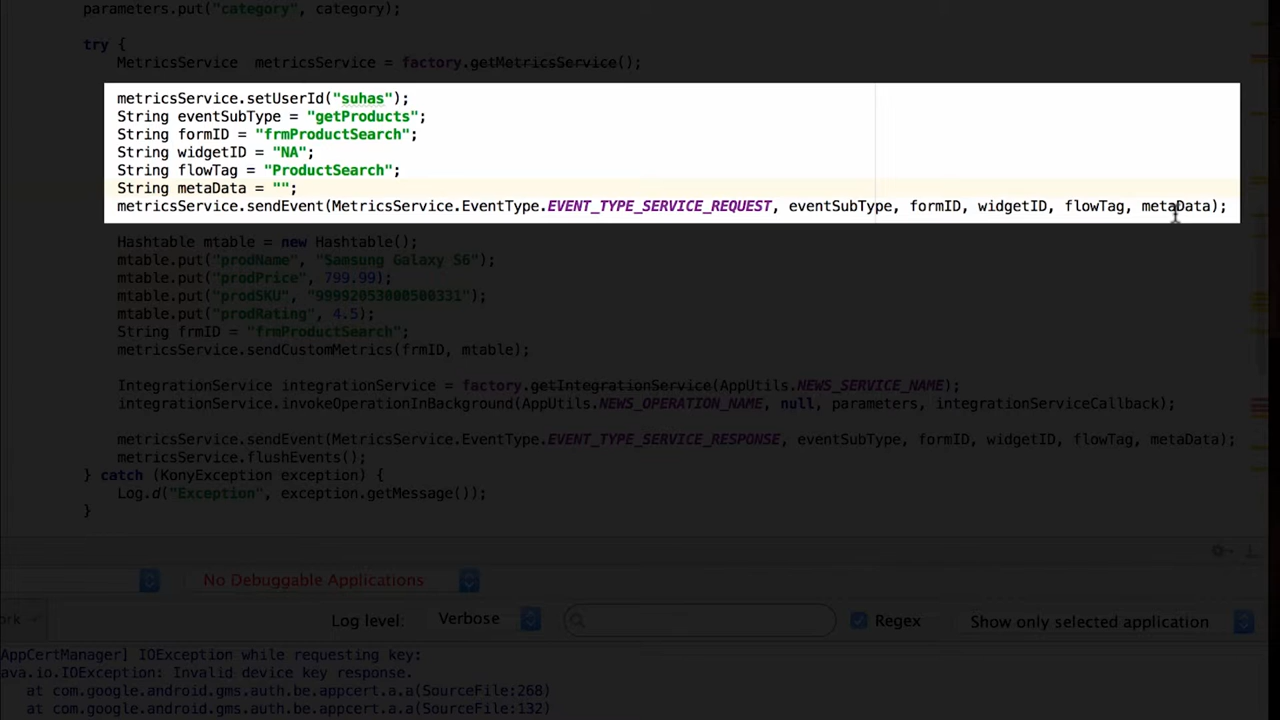 parameters.put("category", category);
try {
MetricsService metricsService = factory.getMetricsService();
metricsService.setUserId("suhas");
String eventSubType = "getProducts";
String formID = "frmProductSearch";
String widgetID = "NA";
String flowTag = "ProductSearch";
String metaData = "";
metricsService.sendEvent(MetricsService.EventType.EVENT_TYPE_SERVICE_REQUEST, eventSubType, formID, widgetID, flowTag, metaData);
Hashtable mtable = new Hashtable();
mtable.put("prodName", "Samsung Galaxy S6");
mtable.put("prodPrice", 799.99);
mtable.put("prodSKU", "99992053000500331");
mtable.put("prodRating", 4.5);
String frmID = "frmProductSearch";
metricsService.sendCustomMetrics(frmID, mtable);
IntegrationService integrationService = factory.getIntegrationService(AppUtils.NEWS_SERVICE_NAME);
integrationService.invokeOperationInBackground(AppUtils.NEWS_OPERATION_NAME, null, parameters, integrationServiceCallback);
metricsService.sendEvent(MetricsService.EventType.EVENT_TYPE_SERVICE_RESPONSE, eventSubType, formID, widgetID, flowTag, metaData);
metricsService.flushEvents();
} catch (KonyException exception) {
Log.d("Exception", exception.getMessage());
}
No Debuggable Applications
ork Log level: Verbose Regex Show only selected application
AppCertManager] IOException while requesting key:
ava.io.IOException: Invalid device key response.
at com.google.android.gms.auth.be.appcert.a.a(SourceFile:268)
at com.google.android.gms.auth.be.appcert.a.a(SourceFile:132)